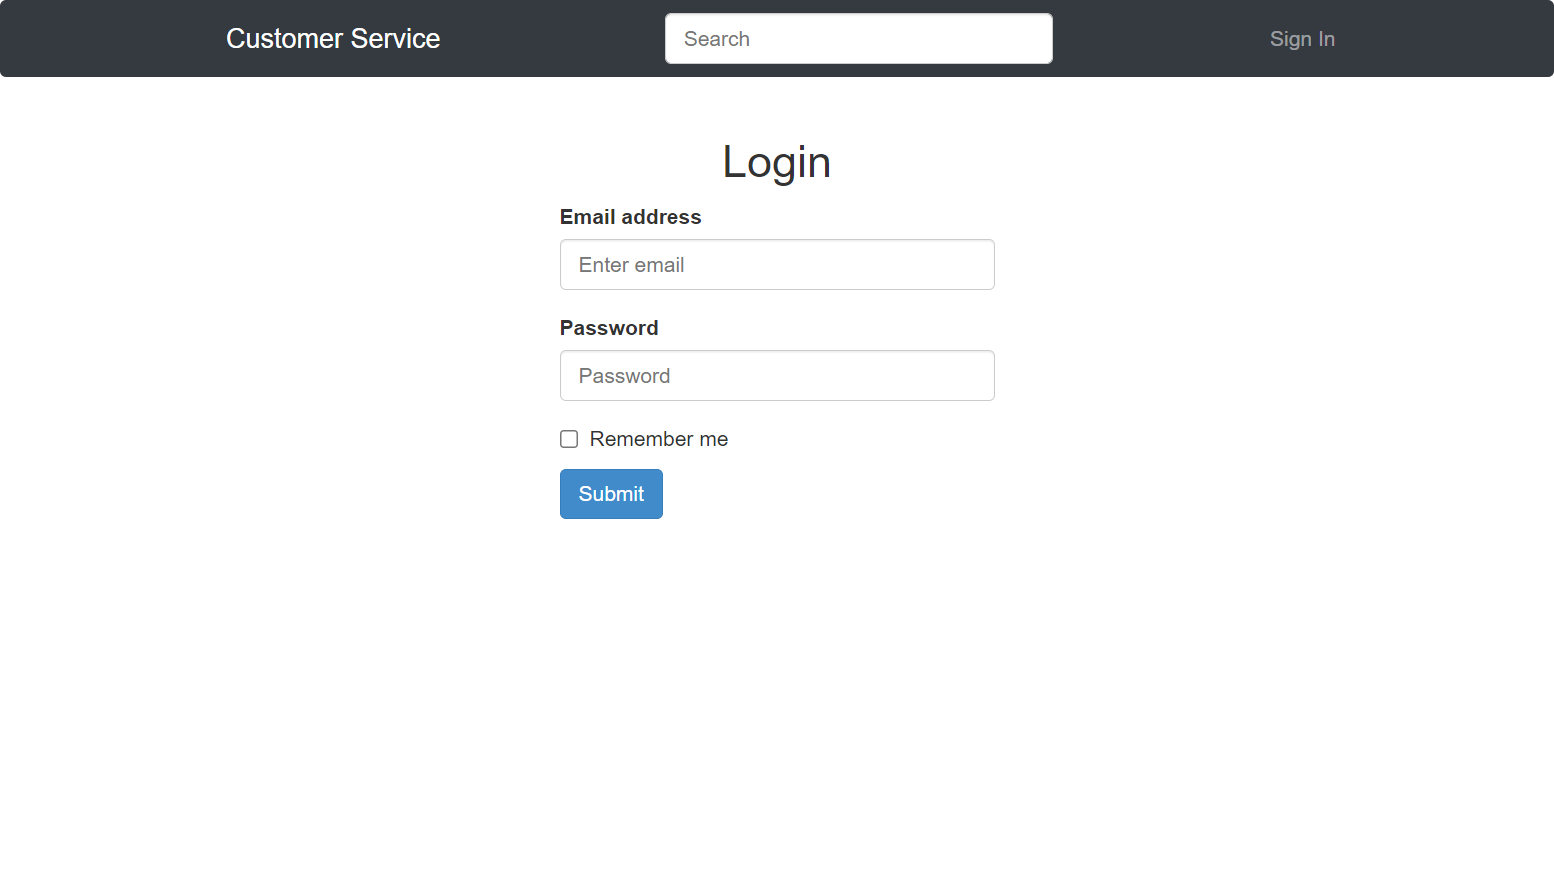 Customer Service
Search
Sign In
Login
Email address
Enter email
Password
Password
Remember me
Submit